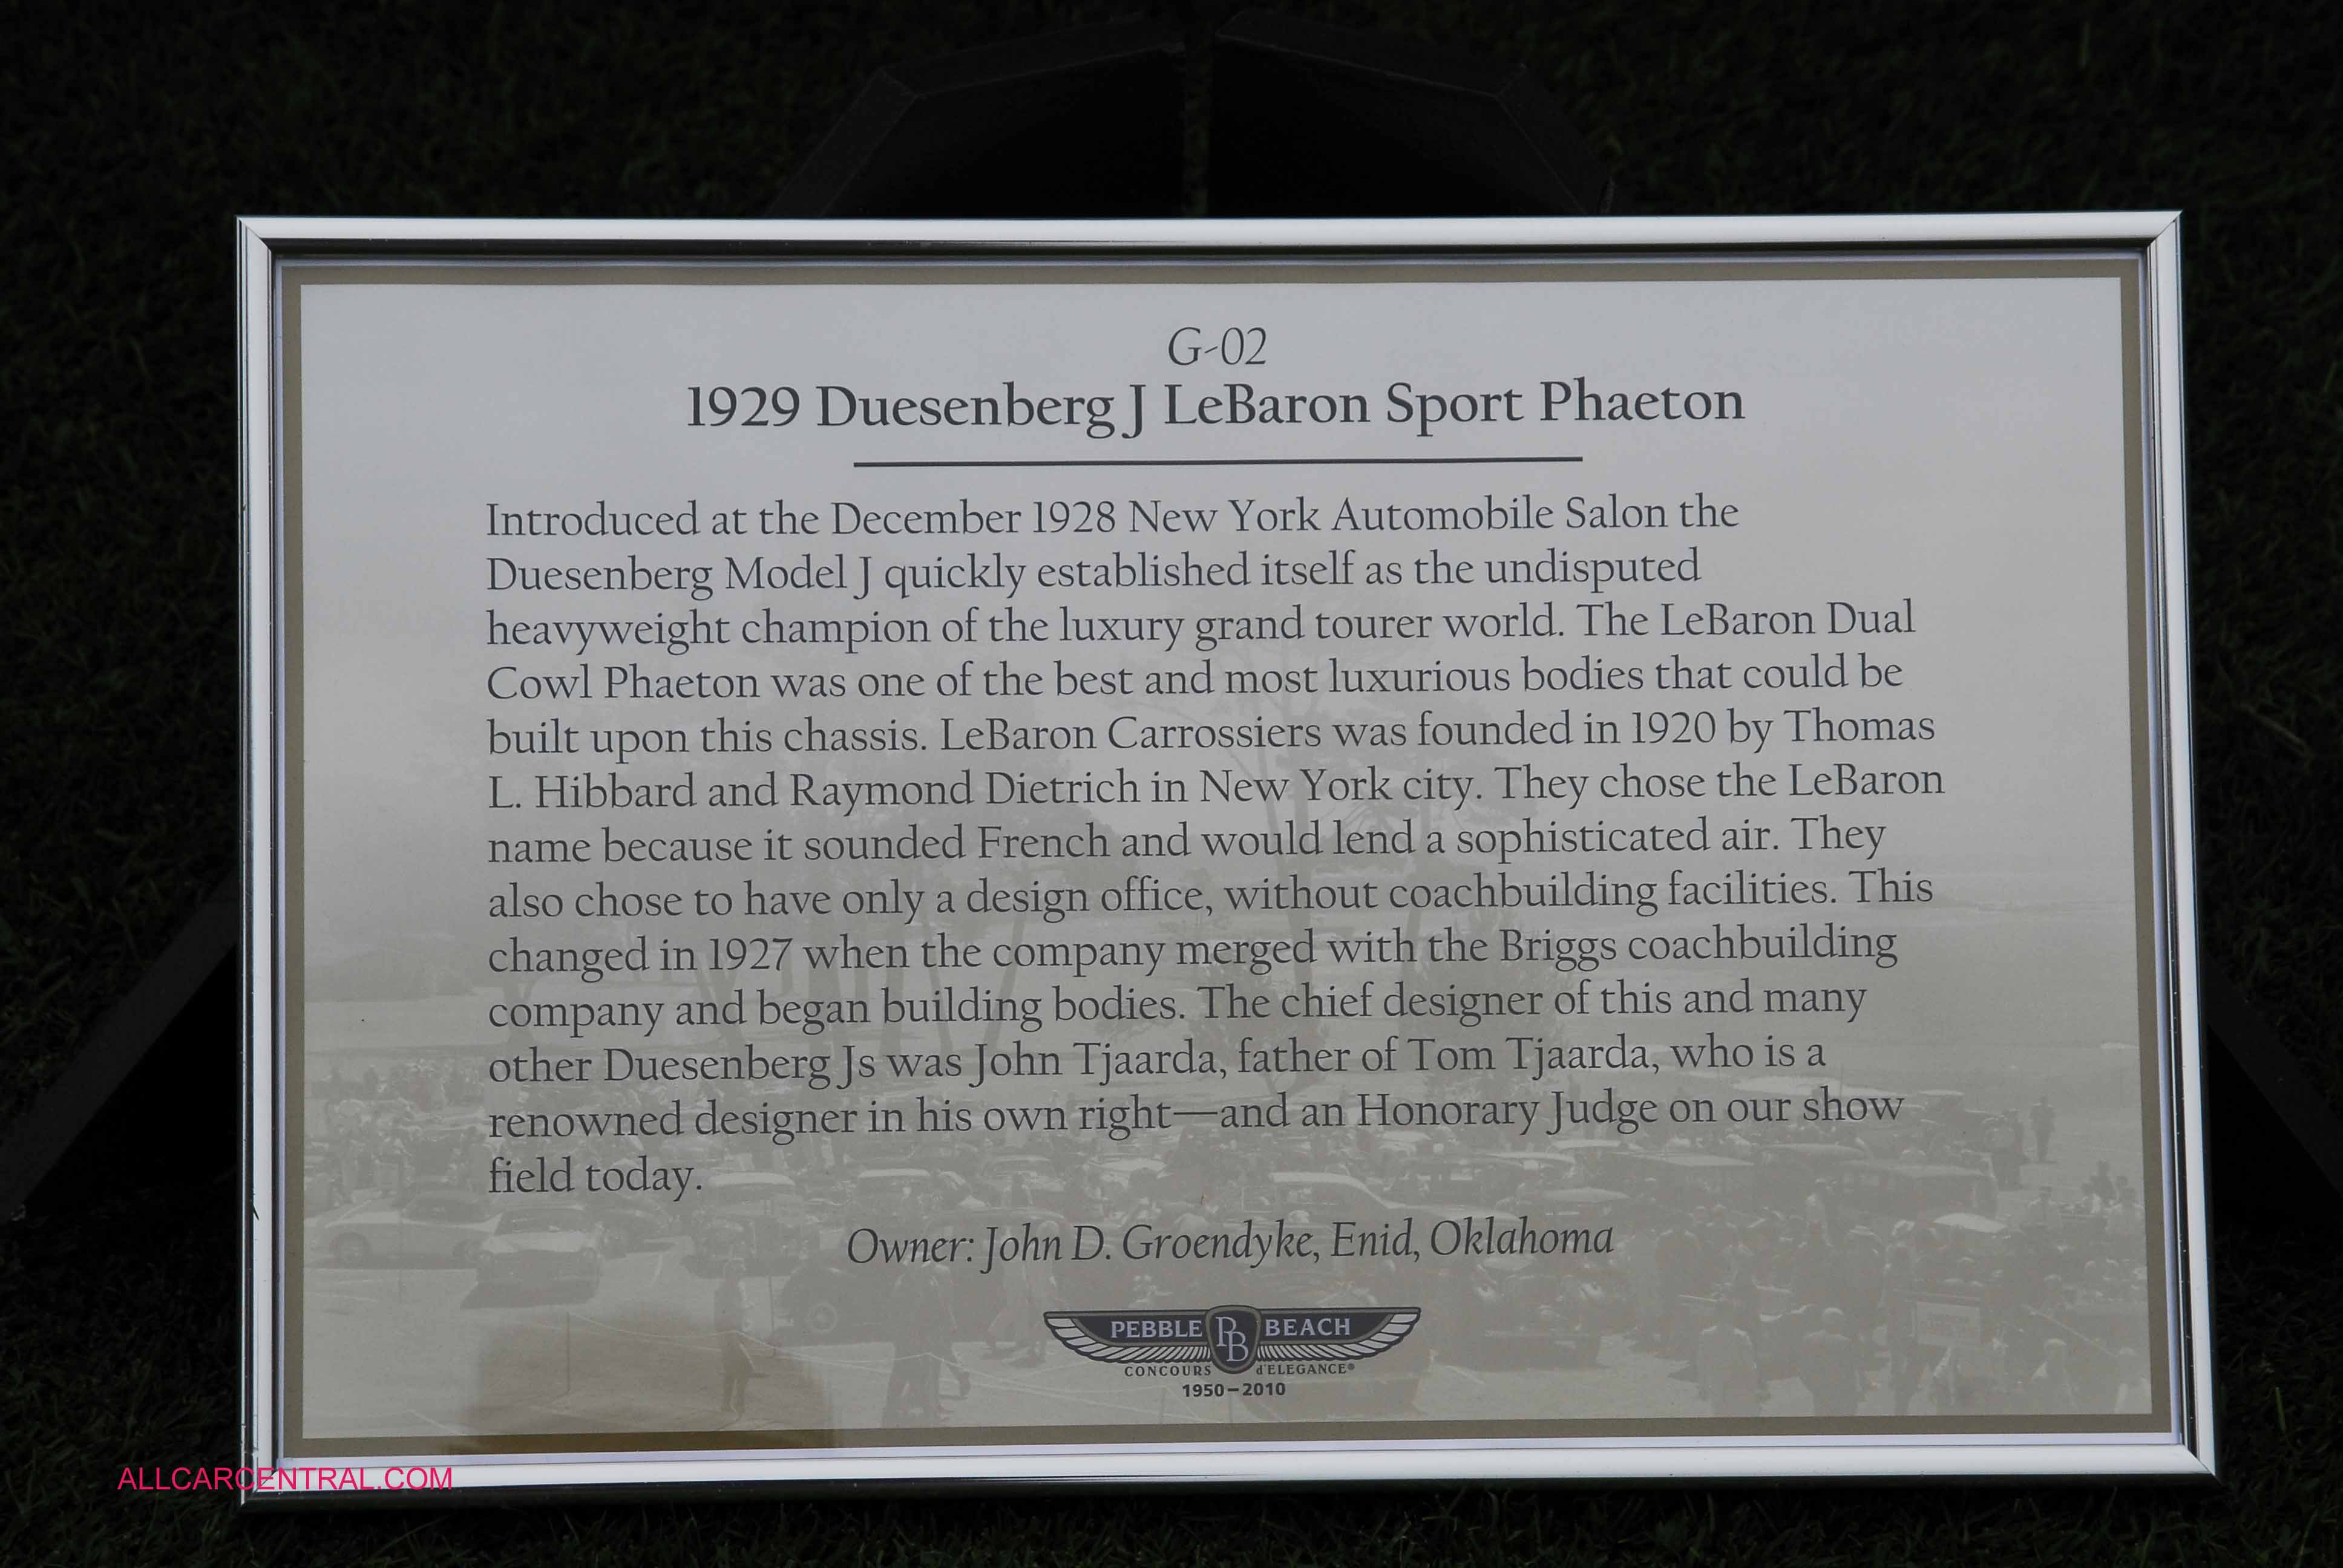 G-02
1929 Duesenberg J LeBaron Sport Phaeton
Introduced at the December 1928 New York Automobile Salon the
Duesenberg Model J quickly established itself as the undisputed
heavyweight champion of the luxury grand tourer world. The LeBaron Dual
Cowl Phaeton was one of the best and most luxurious bodies that could be
built upon this chassis. LeBaron Carrossiers was founded in 1920 by Thomas
L. Hibbard and Raymond Dietrich in New York city. They chose the LeBaron
name because it sounded French and would lend a sophisticated air. They
also chose to have only a design office, without coachbuilding facilities. This
changed in 1927 when the company merged with the Briggs coachbuilding
company and began building bodies. The chief designer of this and many
other Duesenberg Js was John Tjaarda, father of Tom Tjaarda, who is a
renowned designer in his own right—and an Honorary Judge on our show
field today.
Owner: John D. Groendyke, Enid, Oklahoma
PEBBLE PB BEACH
CONCOURS d'ELEGANCE®
1950–2010
ALLCARCENTRAL.COM